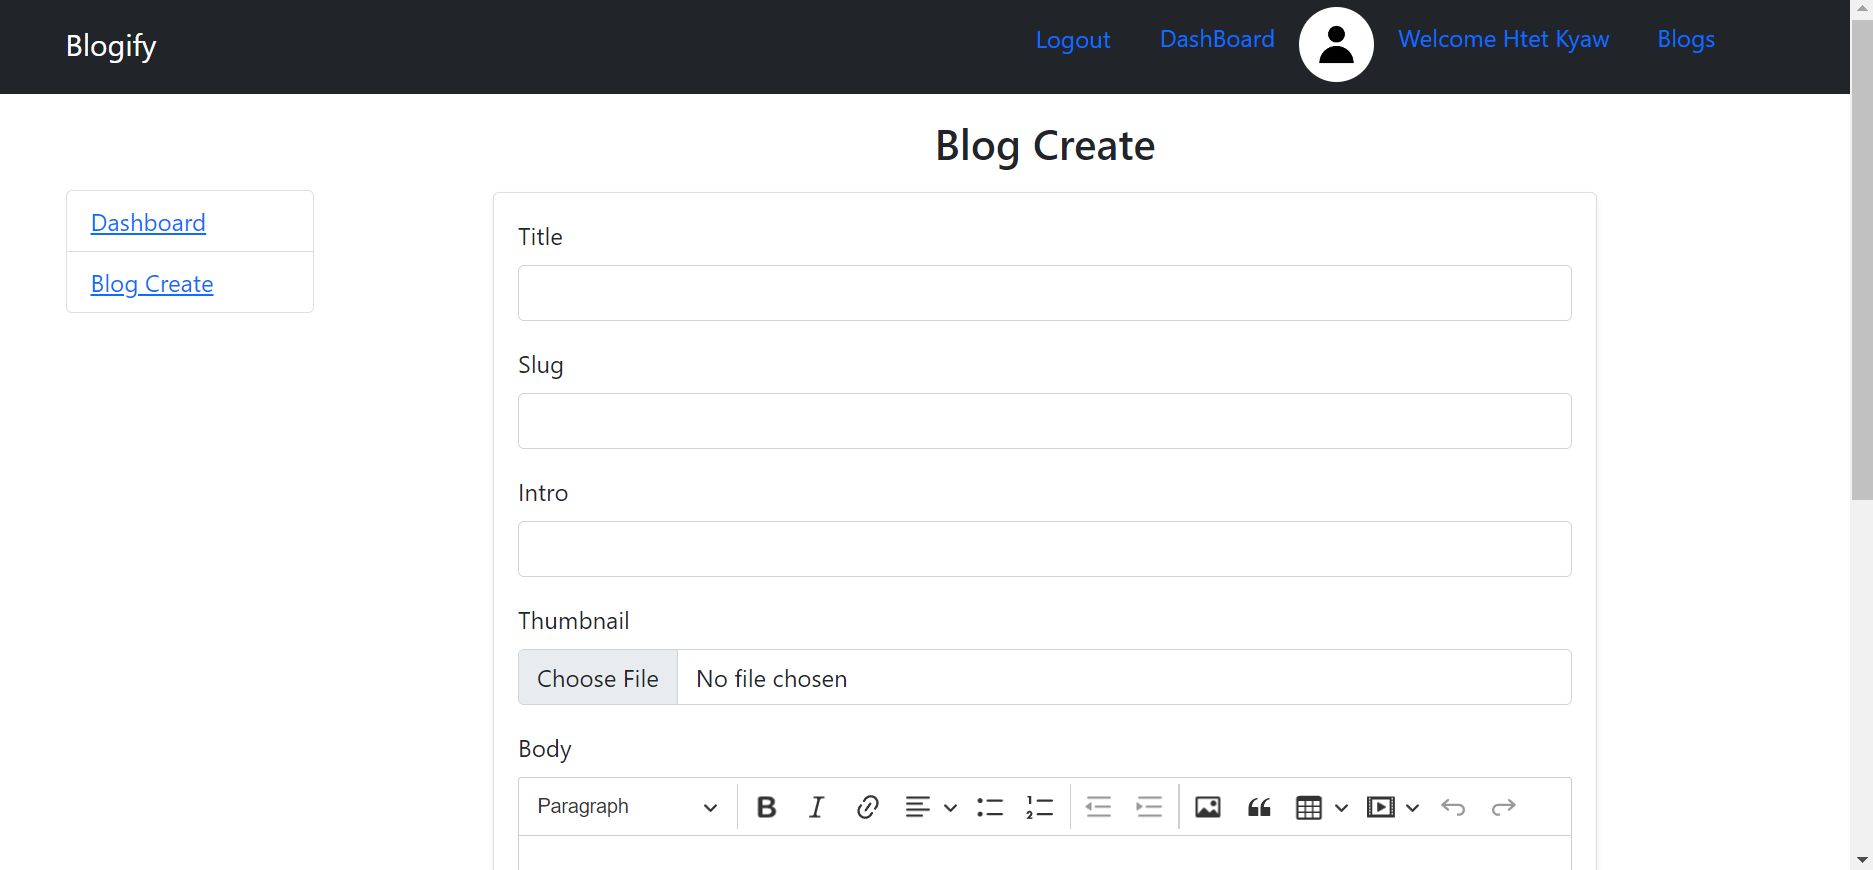 Blogify
Logout
DashBoard
Welcome Htet Kyaw
Blogs
Blog Create
Dashboard
Blog Create
Title
Slug
Intro
Thumbnail
Choose File
No file chosen
Body
Paragraph